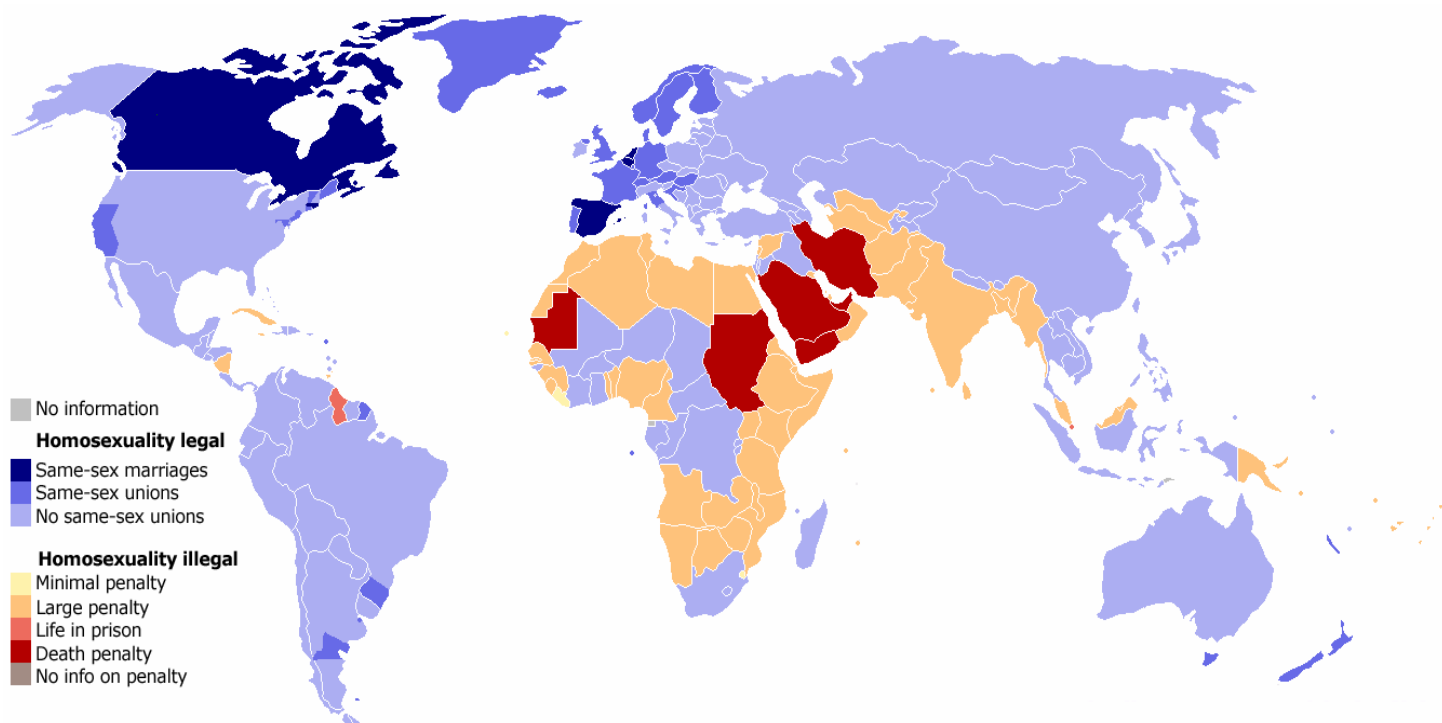 No information
Homosexuality legal
Same-sex marriages
Same-sex unions
No same-sex unions
Homosexuality illegal
Minimal penalty
Large penalty
Life in prison
Death penalty
No info on penalty